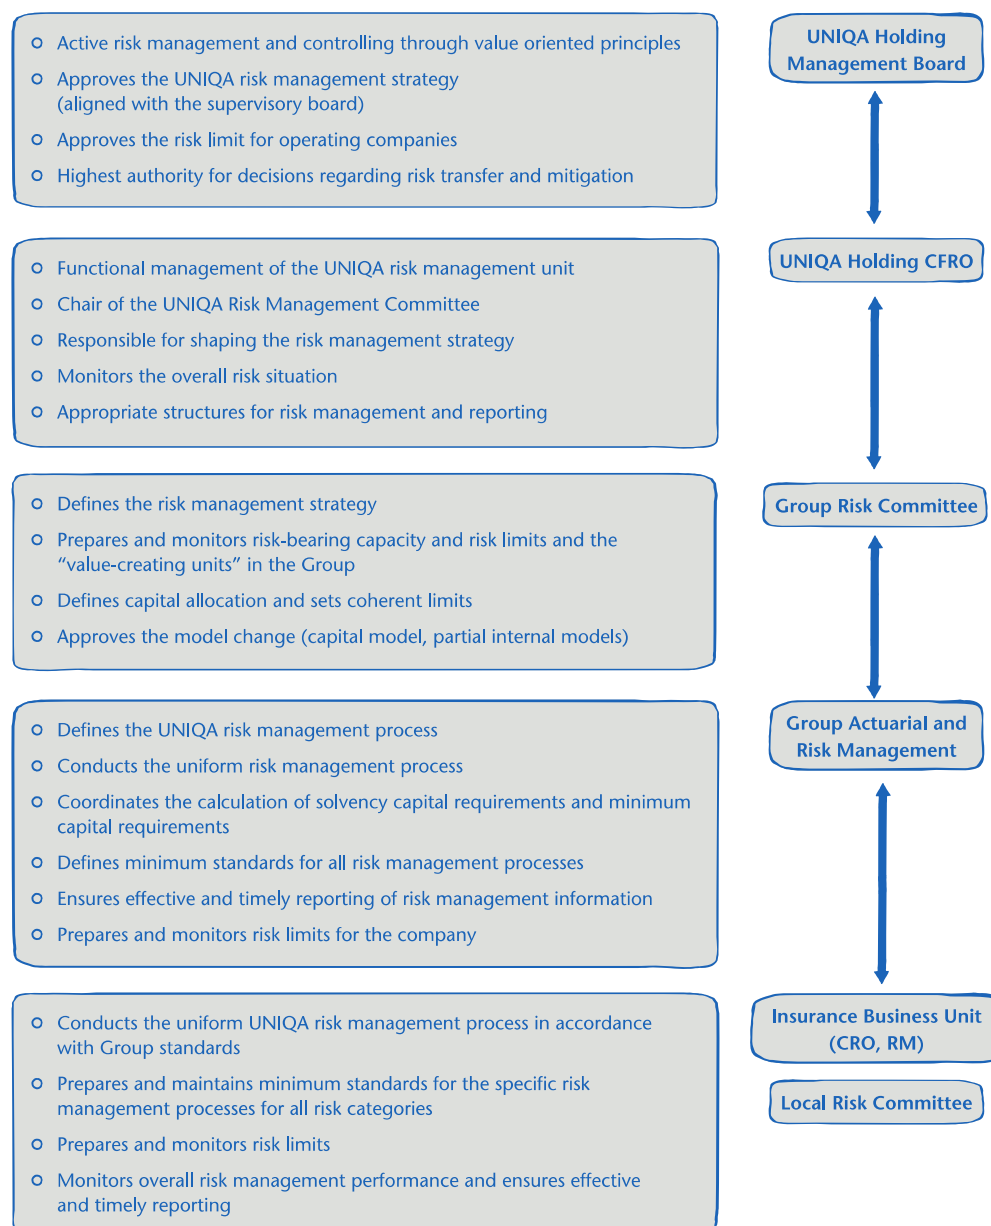 Active risk management and controlling through value oriented principles
Approves the UNIQA risk management strategy
(aligned with the supervisory board)
Approves the risk limit for operating companies
Highest authority for decisions regarding risk transfer and mitigation
UNIQA Holding
Management Board
Functional management of the UNIQA risk management unit
Chair of the UNIQA Risk Management Committee
Responsible for shaping the risk management strategy
Monitors the overall risk situation
Appropriate structures for risk management and reporting
UNIQA Holding CFRO
Defines the risk management strategy
Prepares and monitors risk-bearing capacity and risk limits and the
“value-creating units” in the Group
Defines capital allocation and sets coherent limits
Approves the model change (capital model, partial internal models)
Group Risk Committee
Defines the UNIQA risk management process
Conducts the uniform risk management process
Coordinates the calculation of solvency capital requirements and minimum
capital requirements
Defines minimum standards for all risk management processes
Ensures effective and timely reporting of risk management information
Prepares and monitors risk limits for the company
Group Actuarial and
Risk Management
Conducts the uniform UNIQA risk management process in accordance
with Group standards
Prepares and maintains minimum standards for the specific risk
management processes for all risk categories
Prepares and monitors risk limits
Monitors overall risk management performance and ensures effective
and timely reporting
Insurance Business Unit
(CRO, RM)
Local Risk Committee